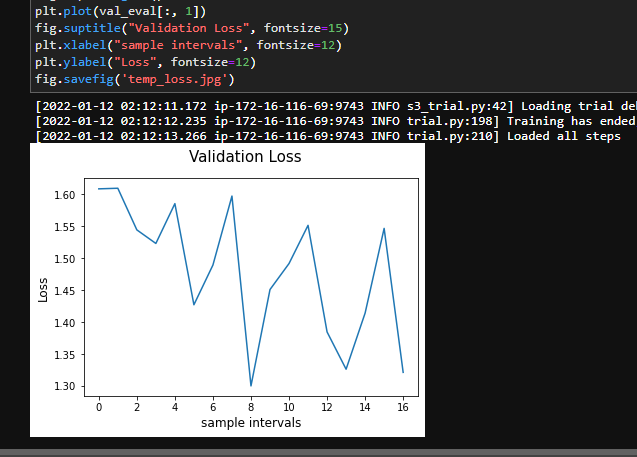 plt.plot(val_eval[:, 1])
fig.suptitle("Validation Loss", fontsize=15)
plt.xlabel("sample intervals", fontsize=12)
plt.ylabel("Loss", fontsize=12)
fig.savefig('temp_loss.jpg')
[2022-01-12 02:12:11.172 ip-172-16-116-69:9743 INFO s3_trial.py:42] Loading trial de
[2022-01-12 02:12:12.235 ip-172-16-116-69:9743 INFO trial.py:198] Training has ended
[2022-01-12 02:12:13.266 ip-172-16-116-69:9743 INFO trial.py:210] Loaded all steps
Validation Loss
1.60
1.55
1.50
1.45
1.40
1.35
1.30
Loss
0 2 4 6 8 10 12 14 16
sample intervals